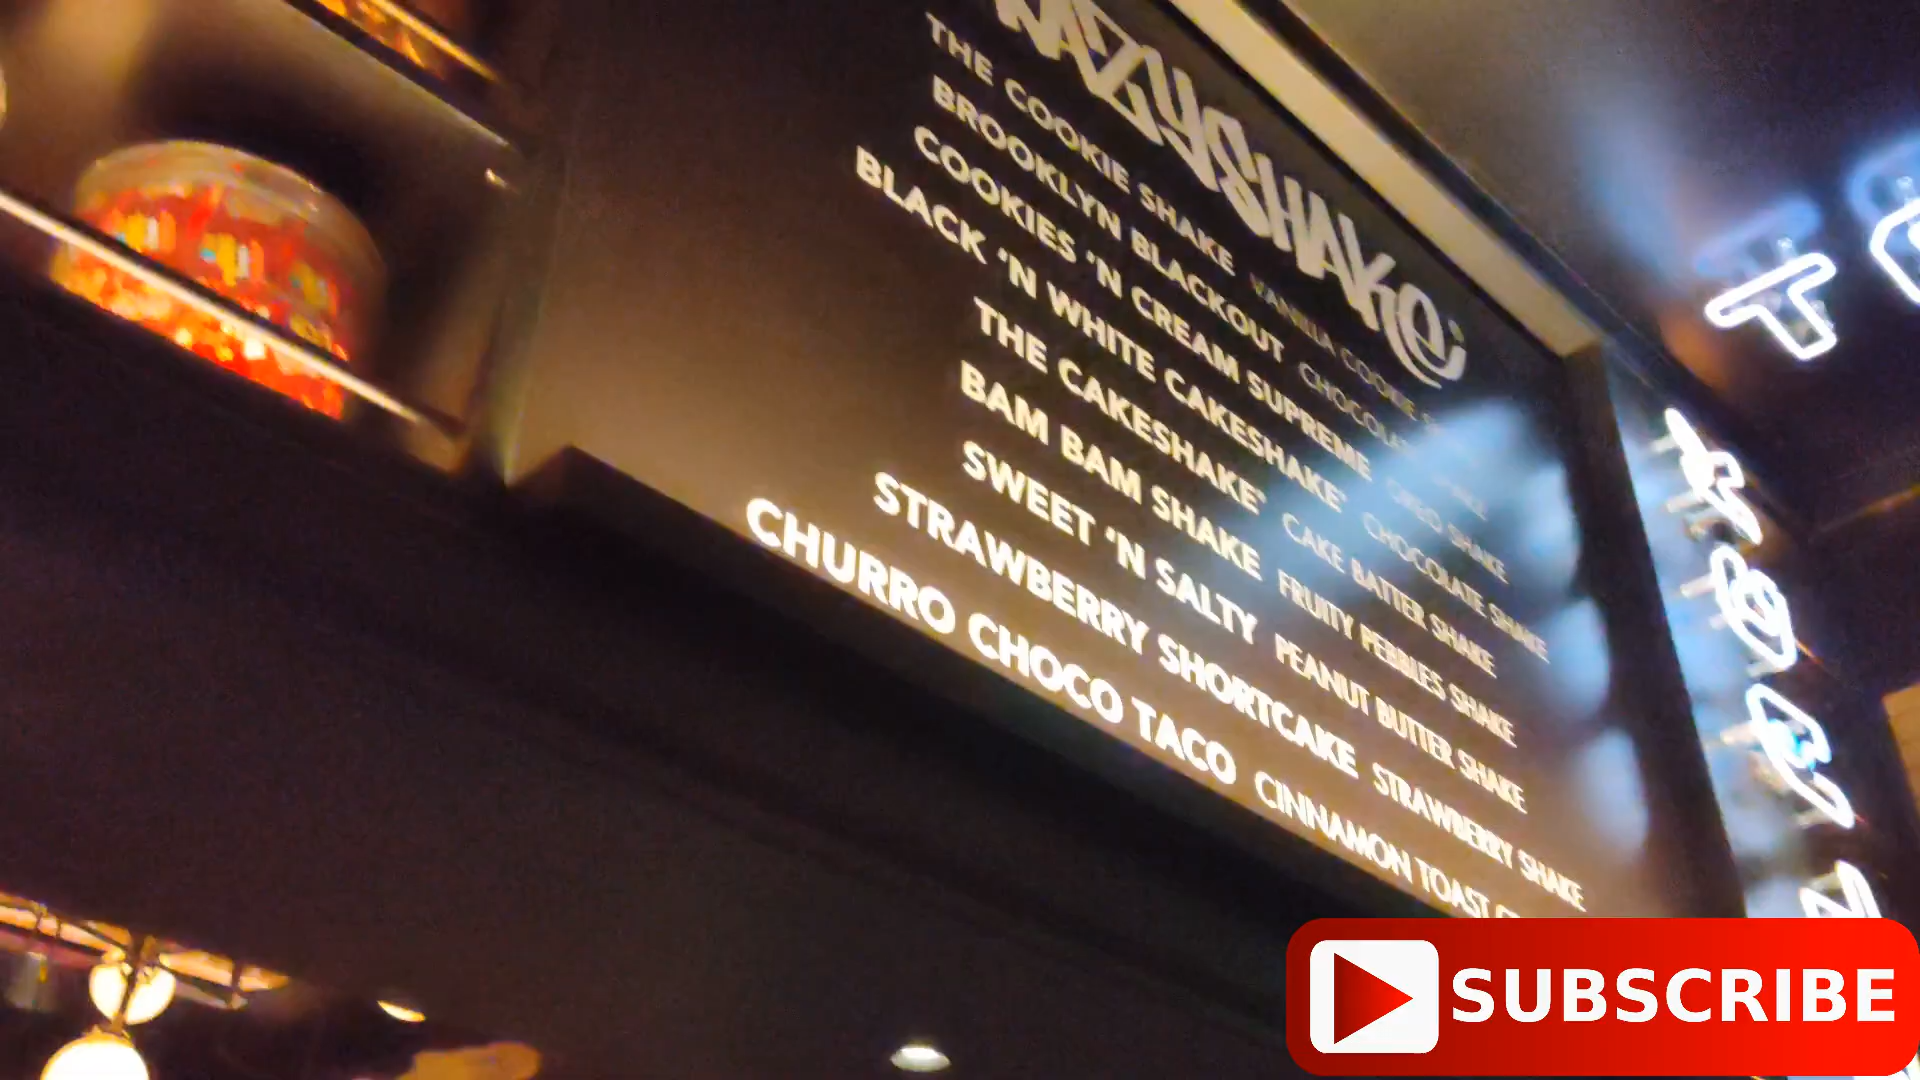 THE COOKIE SHAKE VANILLA COOKIE
BROOKLYN BLACKOUT CHOCOLATE SHAKE
COOKIES 'N CREAM SUPREME OREO SHAKE
BLACK 'N WHITE CAKESHAKE® CHOCOLATE SHAKE
THE CAKESHAKE® CAKE BATTER SHAKE
BAM BAM SHAKE FRUITY PEBBLES SHAKE
SWEET 'N SALTY PEANUT BUTTER SHAKE
STRAWBERRY SHORTCAKE STRAWBERRY SHAKE
CHURRO CHOCO TACO CINNAMON TOAST
SUBSCRIBE